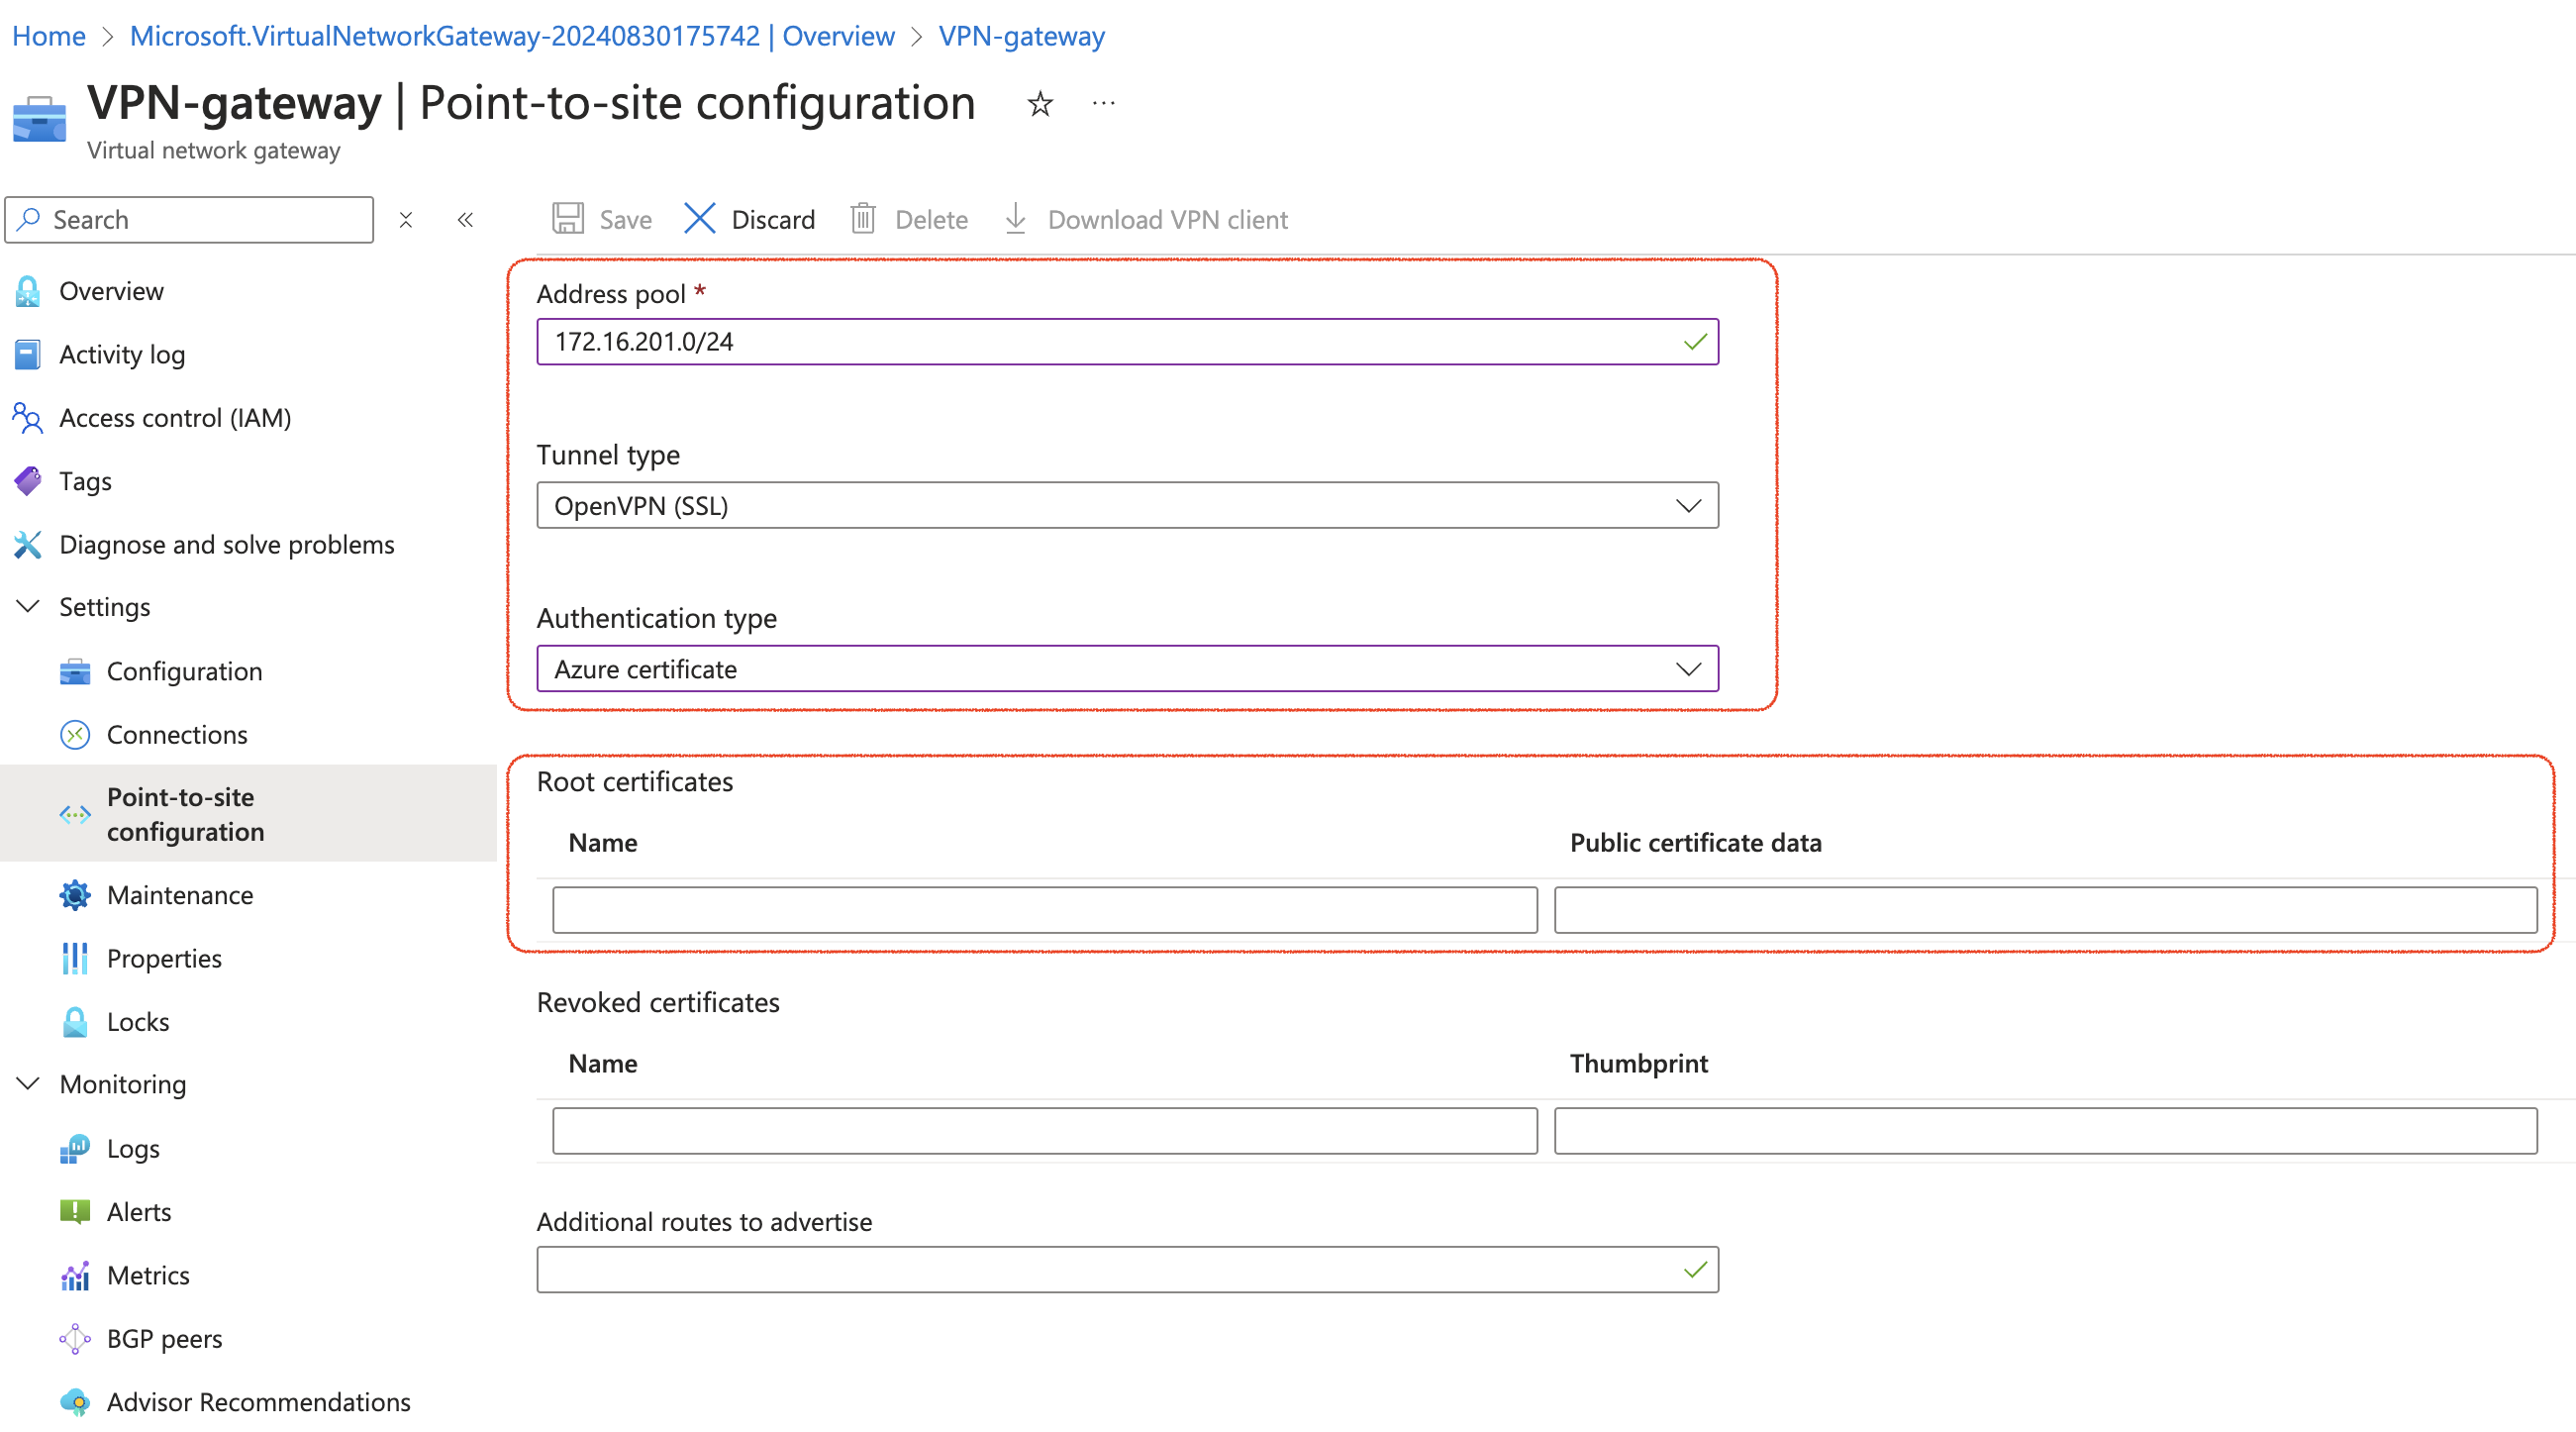 Home > Microsoft.VirtualNetworkGateway-20240830175742 | Overview > VPN-gateway
VPN-gateway | Point-to-site configuration
Virtual network gateway
Search
Save Discard Delete Download VPN client
Overview
Activity log
Access control (IAM)
Tags
Diagnose and solve problems
Settings
Configuration
Connections
Point-to-site
configuration
Maintenance
Properties
Locks
Monitoring
Logs
Alerts
Metrics
BGP peers
Advisor Recommendations
Address pool *
172.16.201.0/24
Tunnel type
OpenVPN (SSL)
Authentication type
Azure certificate
Root certificates
Name Public certificate data
Revoked certificates
Name Thumbprint
Additional routes to advertise